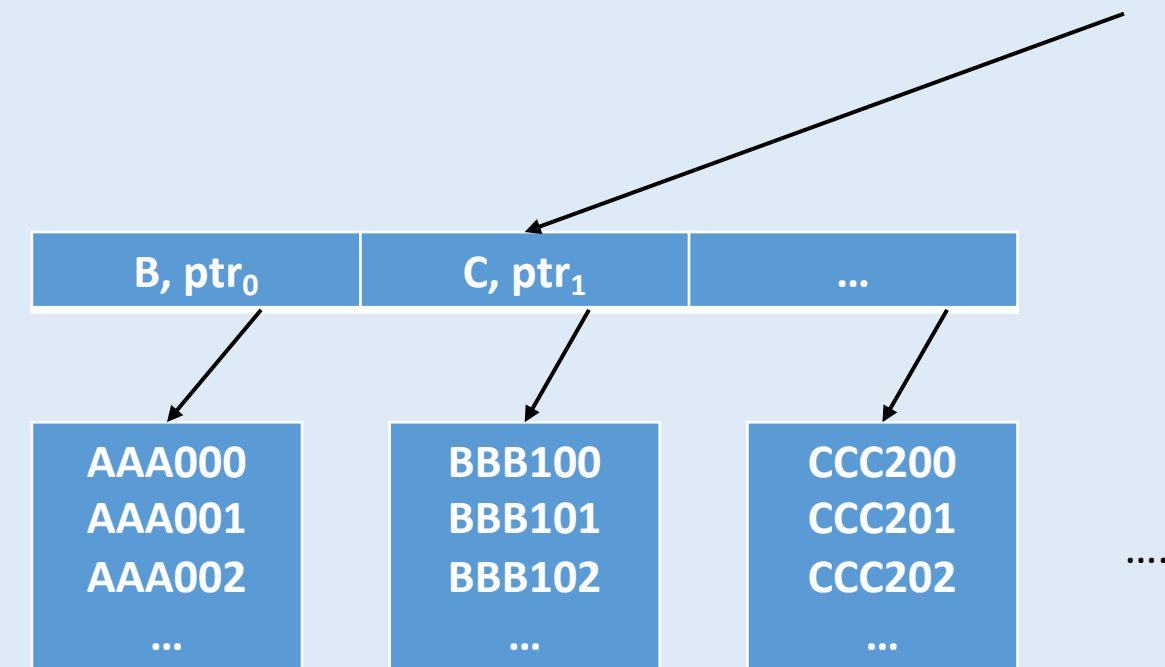 B, ptr₀
C, ptr₁
...
AAA000
AAA001
AAA002
...
BBB100
BBB101
BBB102
...
CCC200
CCC201
CCC202
...
....